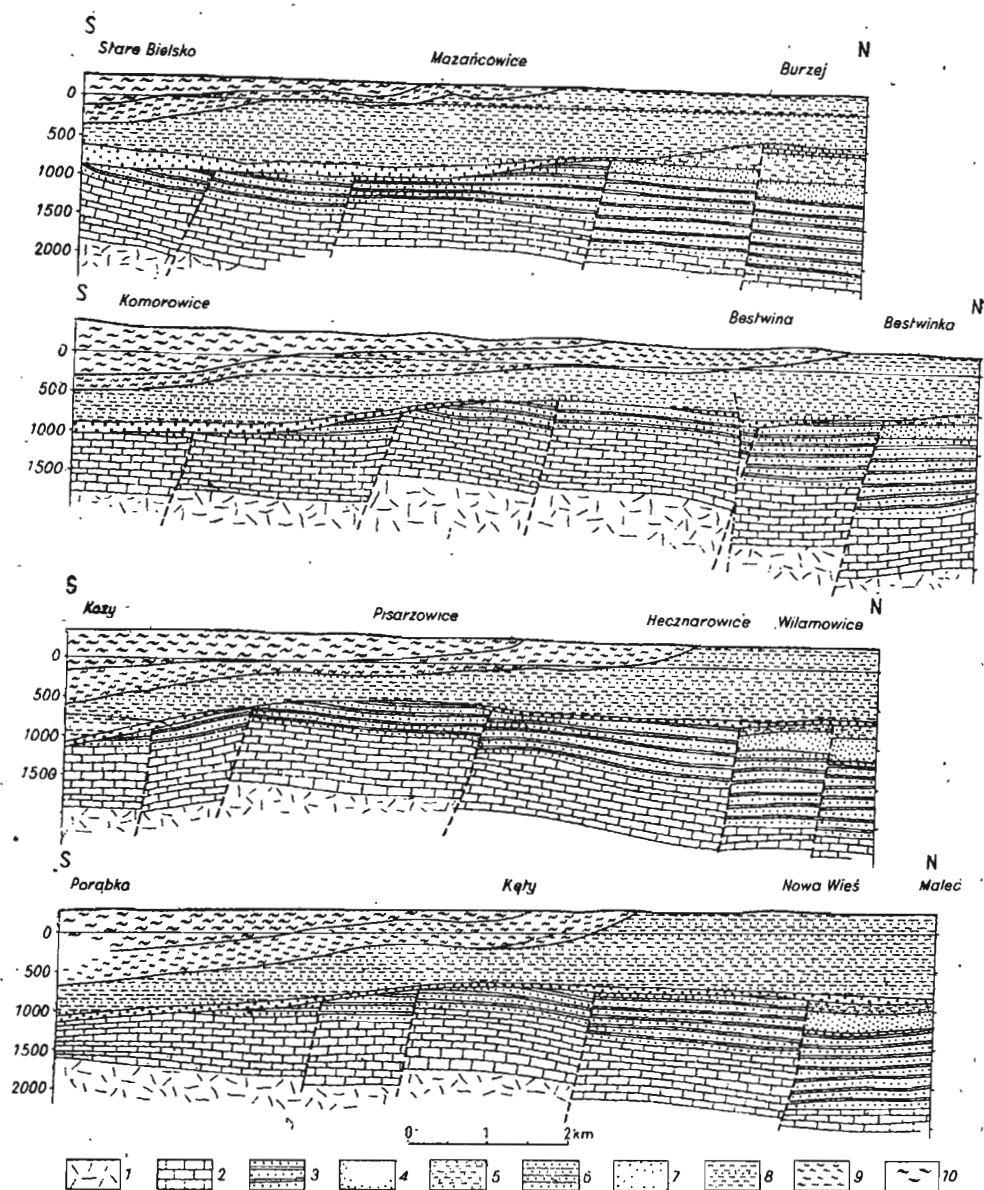 S N
Stare Bielsko Mazańcowice Burzej
0
500
1000
1500
2000
S N
Komorowice Bestwina Bestwinka
0
500
1000
1500
S N
Kozy Pisarzowice Hecznarowice Wilamowice
0
500
1000
1500
S N
Porąbka Kęty Nowa Wieś Maleć
0
500
1000
1500
2000
0 1 2 km
1 2 3 4 5 6 7 8 9 10